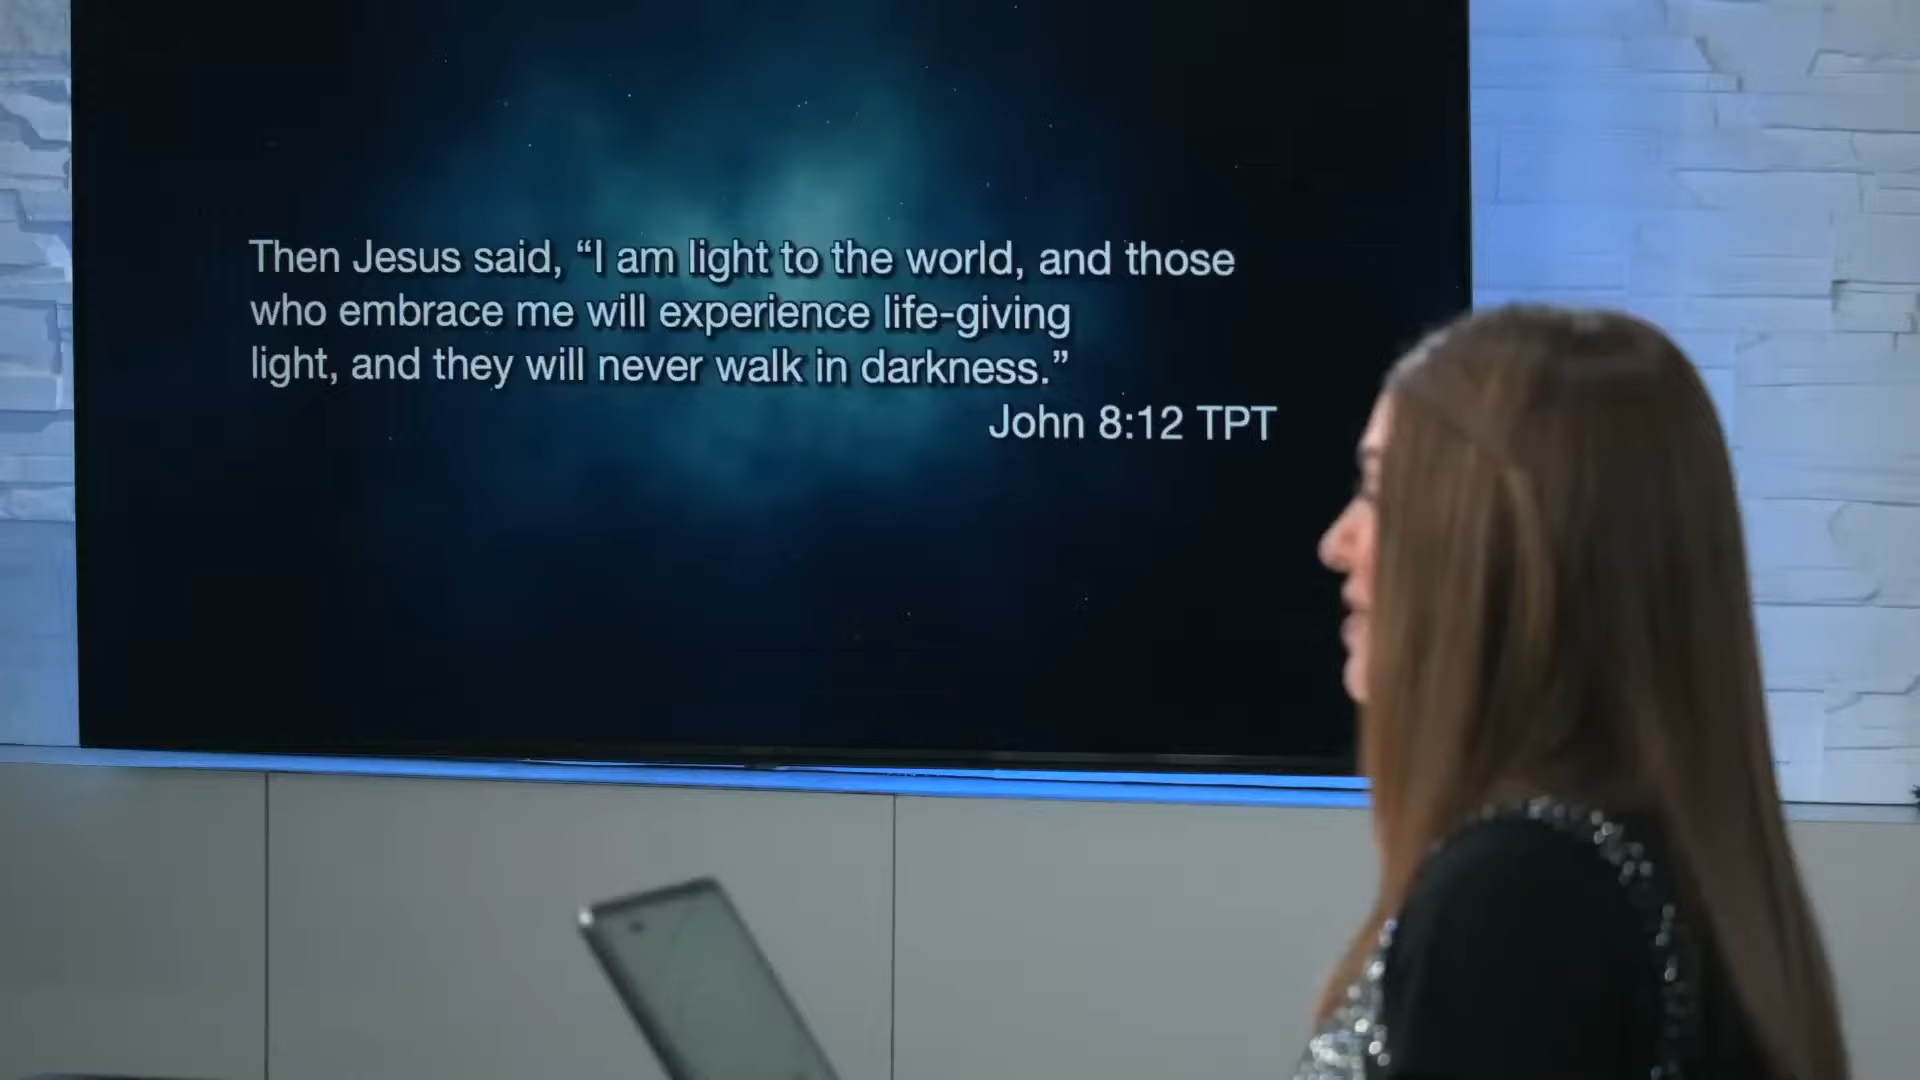 Then Jesus said, “I am light to the world, and those
who embrace me will experience life-giving
light, and they will never walk in darkness.”
John 8:12 TPT